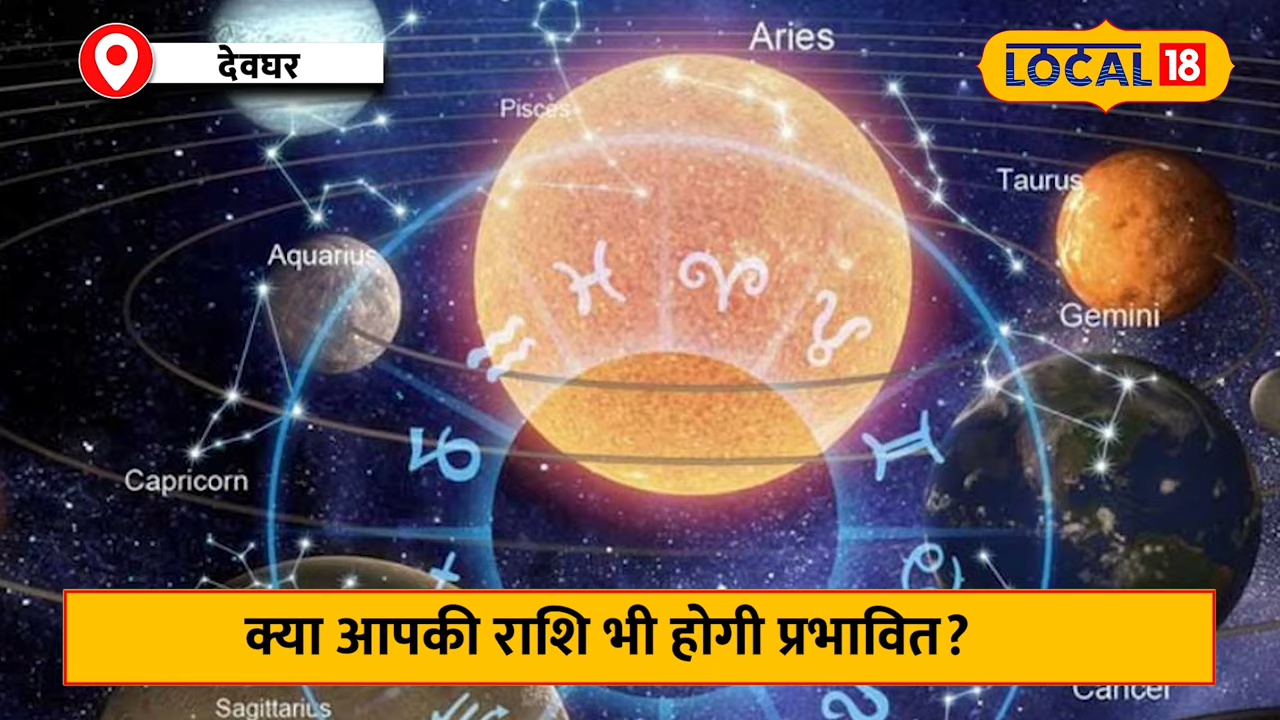 देवघर
LOCAL 18
Aries
Pisces
Taurus
Aquarius
Gemini
Capricorn
क्या आपकी राशि भी होगी प्रभावित?
Cancer
Sagittarius